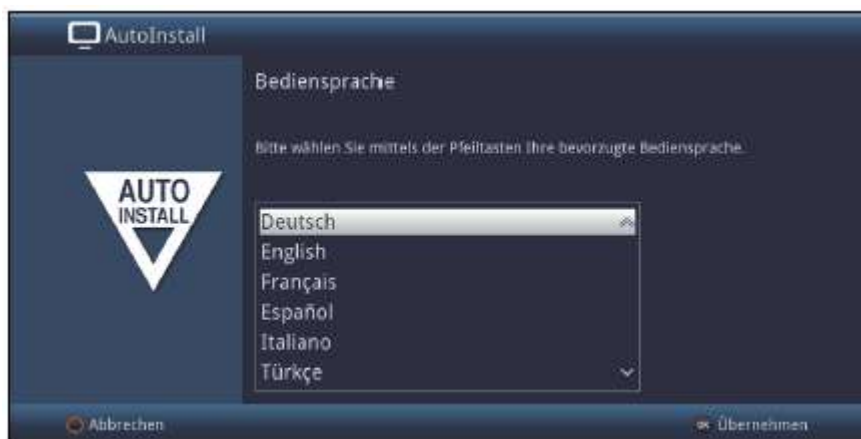 AutoInstall
Bediensprache
Bitte wählen Sie mittels der Pfeiltasten Ihre bevorzugte Bediensprache.
AUTO
INSTALL
Deutsch
English
Français
Español
Italiano
Türkçe
Abbrechen
OK Übernehmen